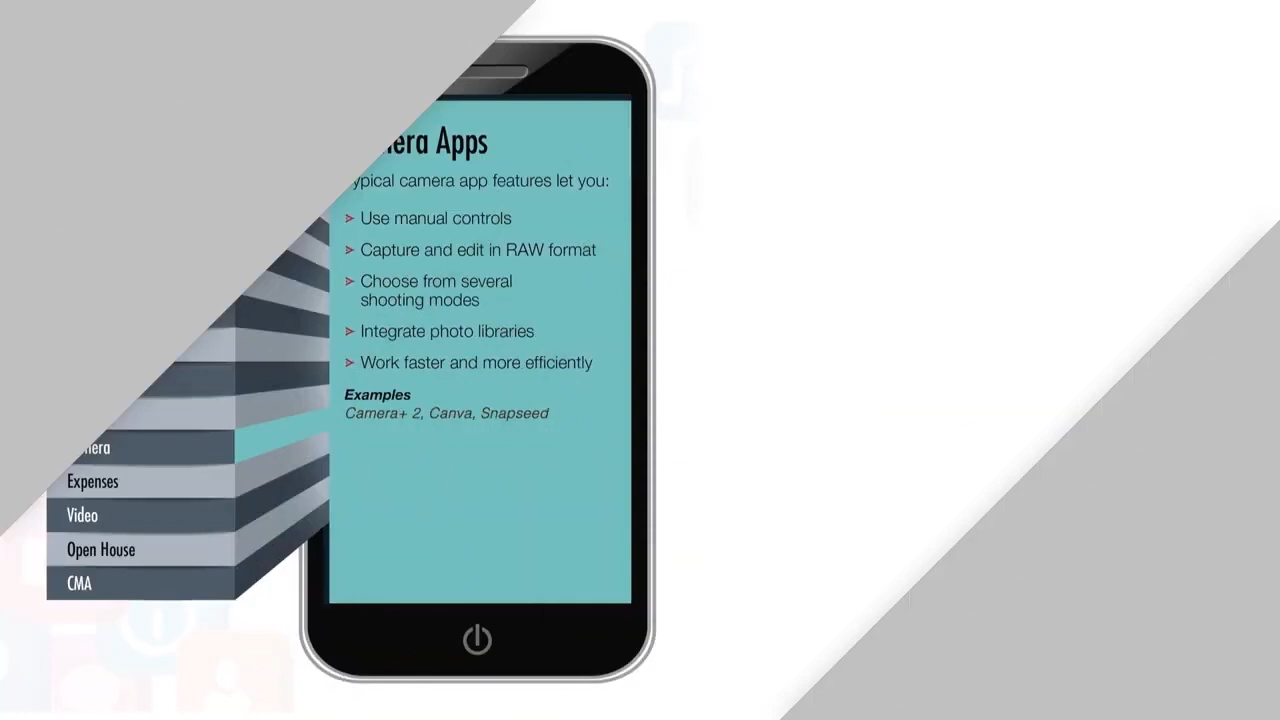 Apps
typical camera app features let you:
Use manual controls
Capture and edit in RAW format
Choose from several
shooting modes
Integrate photo libraries
Work faster and more efficiently
Examples
Camera+ 2, Canva, Snapseed
Expenses
Video
Open House
CMA